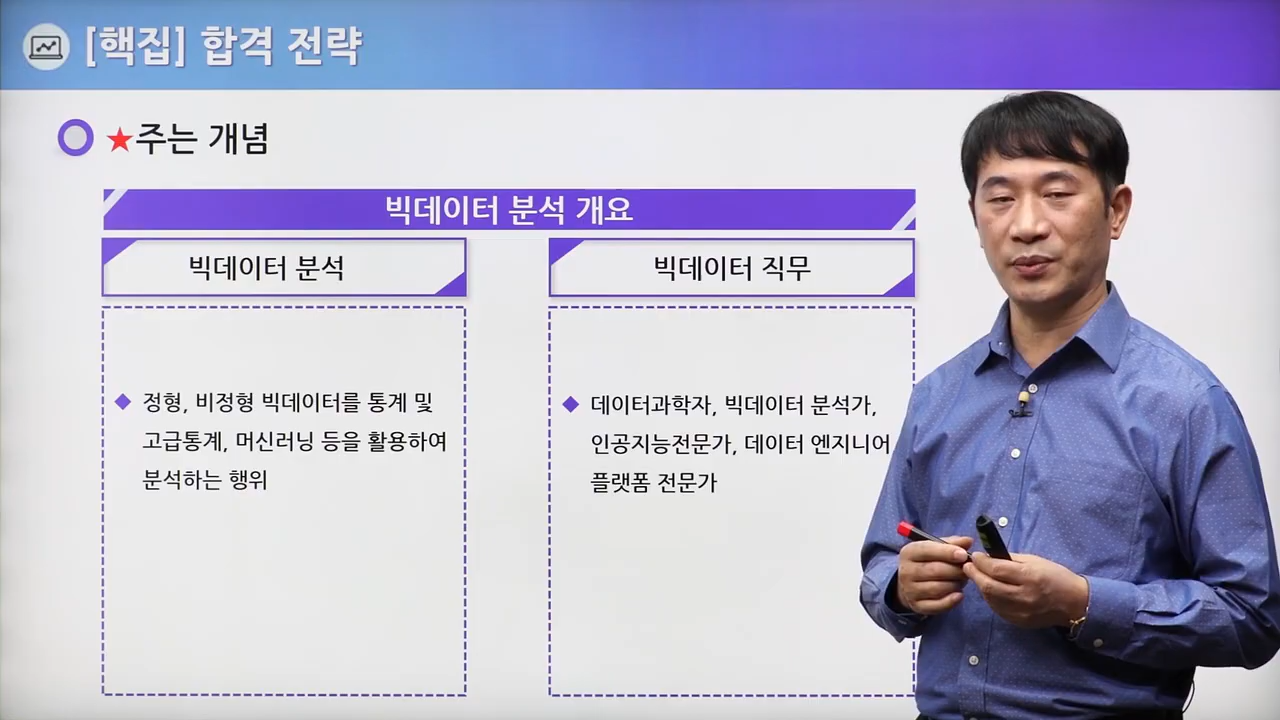 [핵집] 합격 전략
★주는 개념
빅데이터 분석 개요
빅데이터 분석
빅데이터 직무
정형, 비정형 빅데이터를 통계 및
고급통계, 머신러닝 등을 활용하여
분석하는 행위
데이터과학자, 빅데이터 분석가,
인공지능전문가, 데이터 엔지니어
플랫폼 전문가